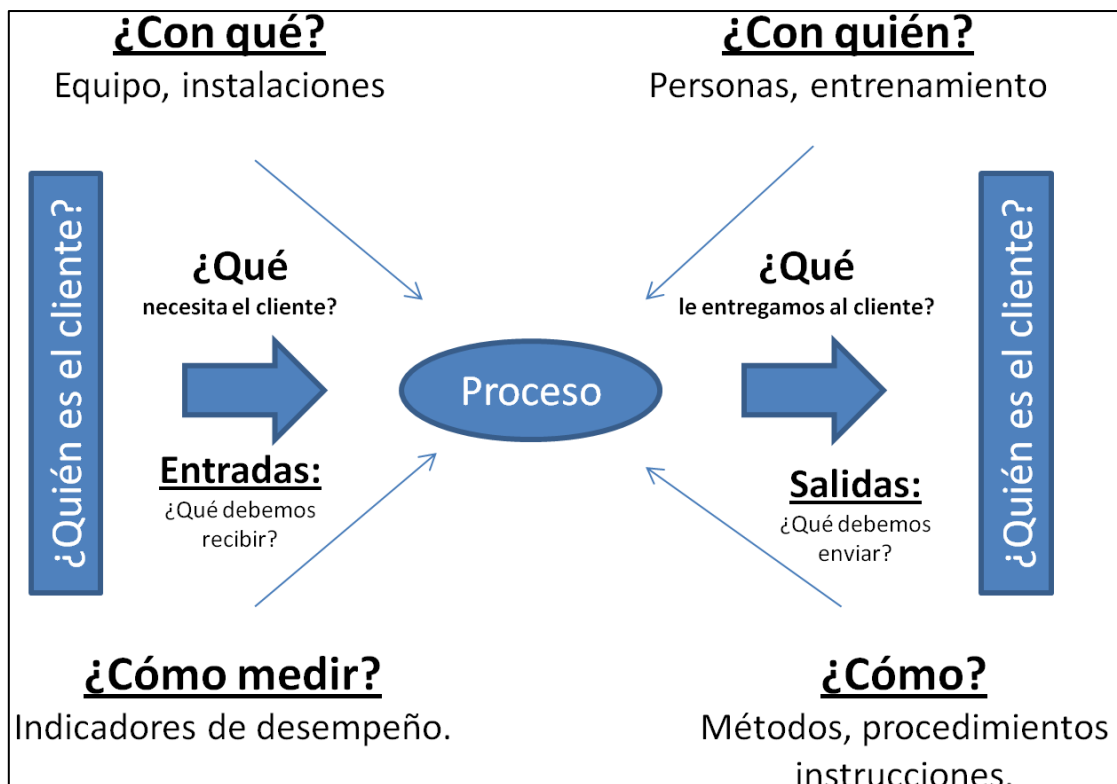 ¿Con qué?
Equipo, instalaciones
¿Con quién?
Personas, entrenamiento
¿Quién es el cliente?
¿Qué
necesita el cliente?
Entradas:
¿Qué debemos
recibir?
Proceso
¿Qué
le entregamos al cliente?
Salidas:
¿Qué debemos
enviar?
¿Quién es el cliente?
¿Cómo medir?
Indicadores de desempeño.
¿Cómo?
Métodos, procedimientos
instrucciones.